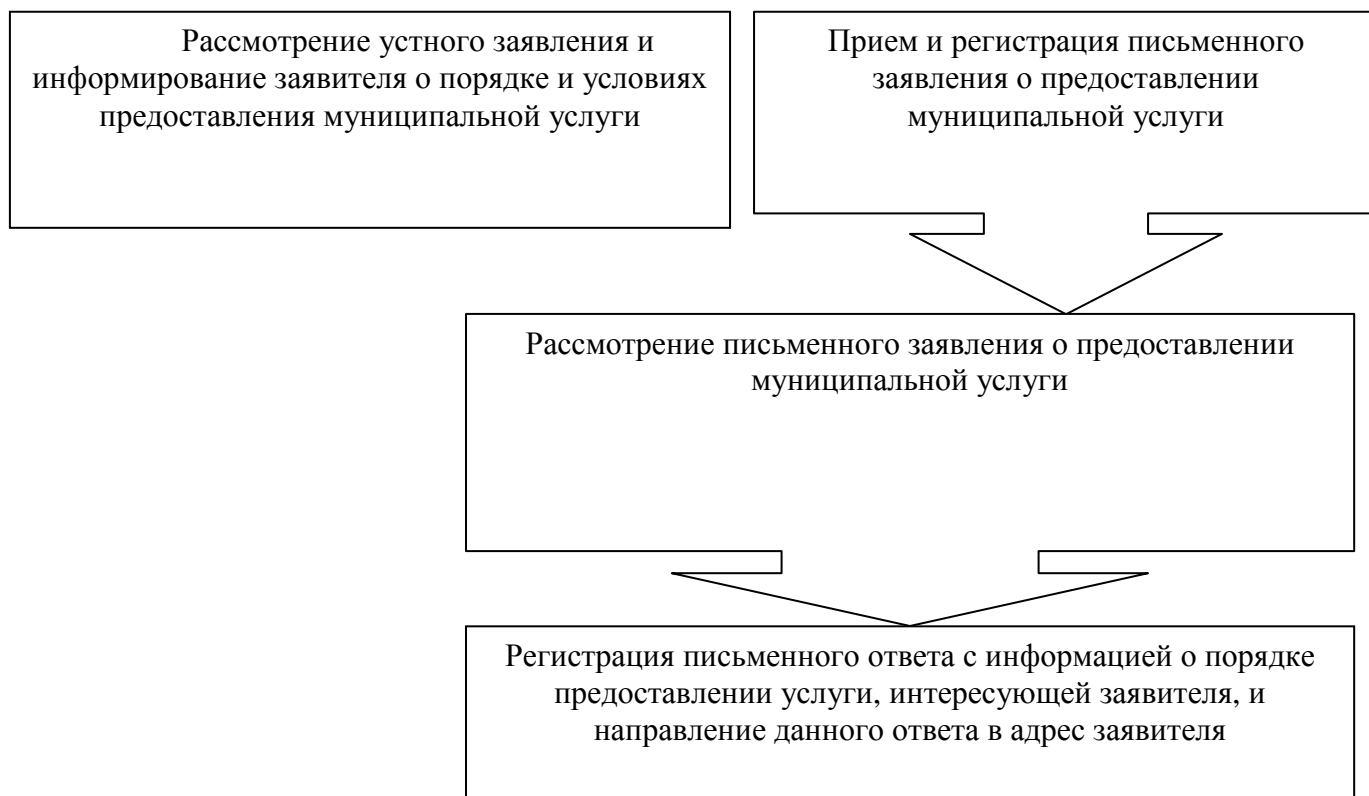 Рассмотрение устного заявления и
информирование заявителя о порядке и условиях
предоставления муниципальной услуги
Прием и регистрация письменного
заявления о предоставлении
муниципальной услуги
Рассмотрение письменного заявления о предоставлении
муниципальной услуги
Регистрация письменного ответа с информацией о порядке
предоставлении услуги, интересующей заявителя, и
направление данного ответа в адрес заявителя